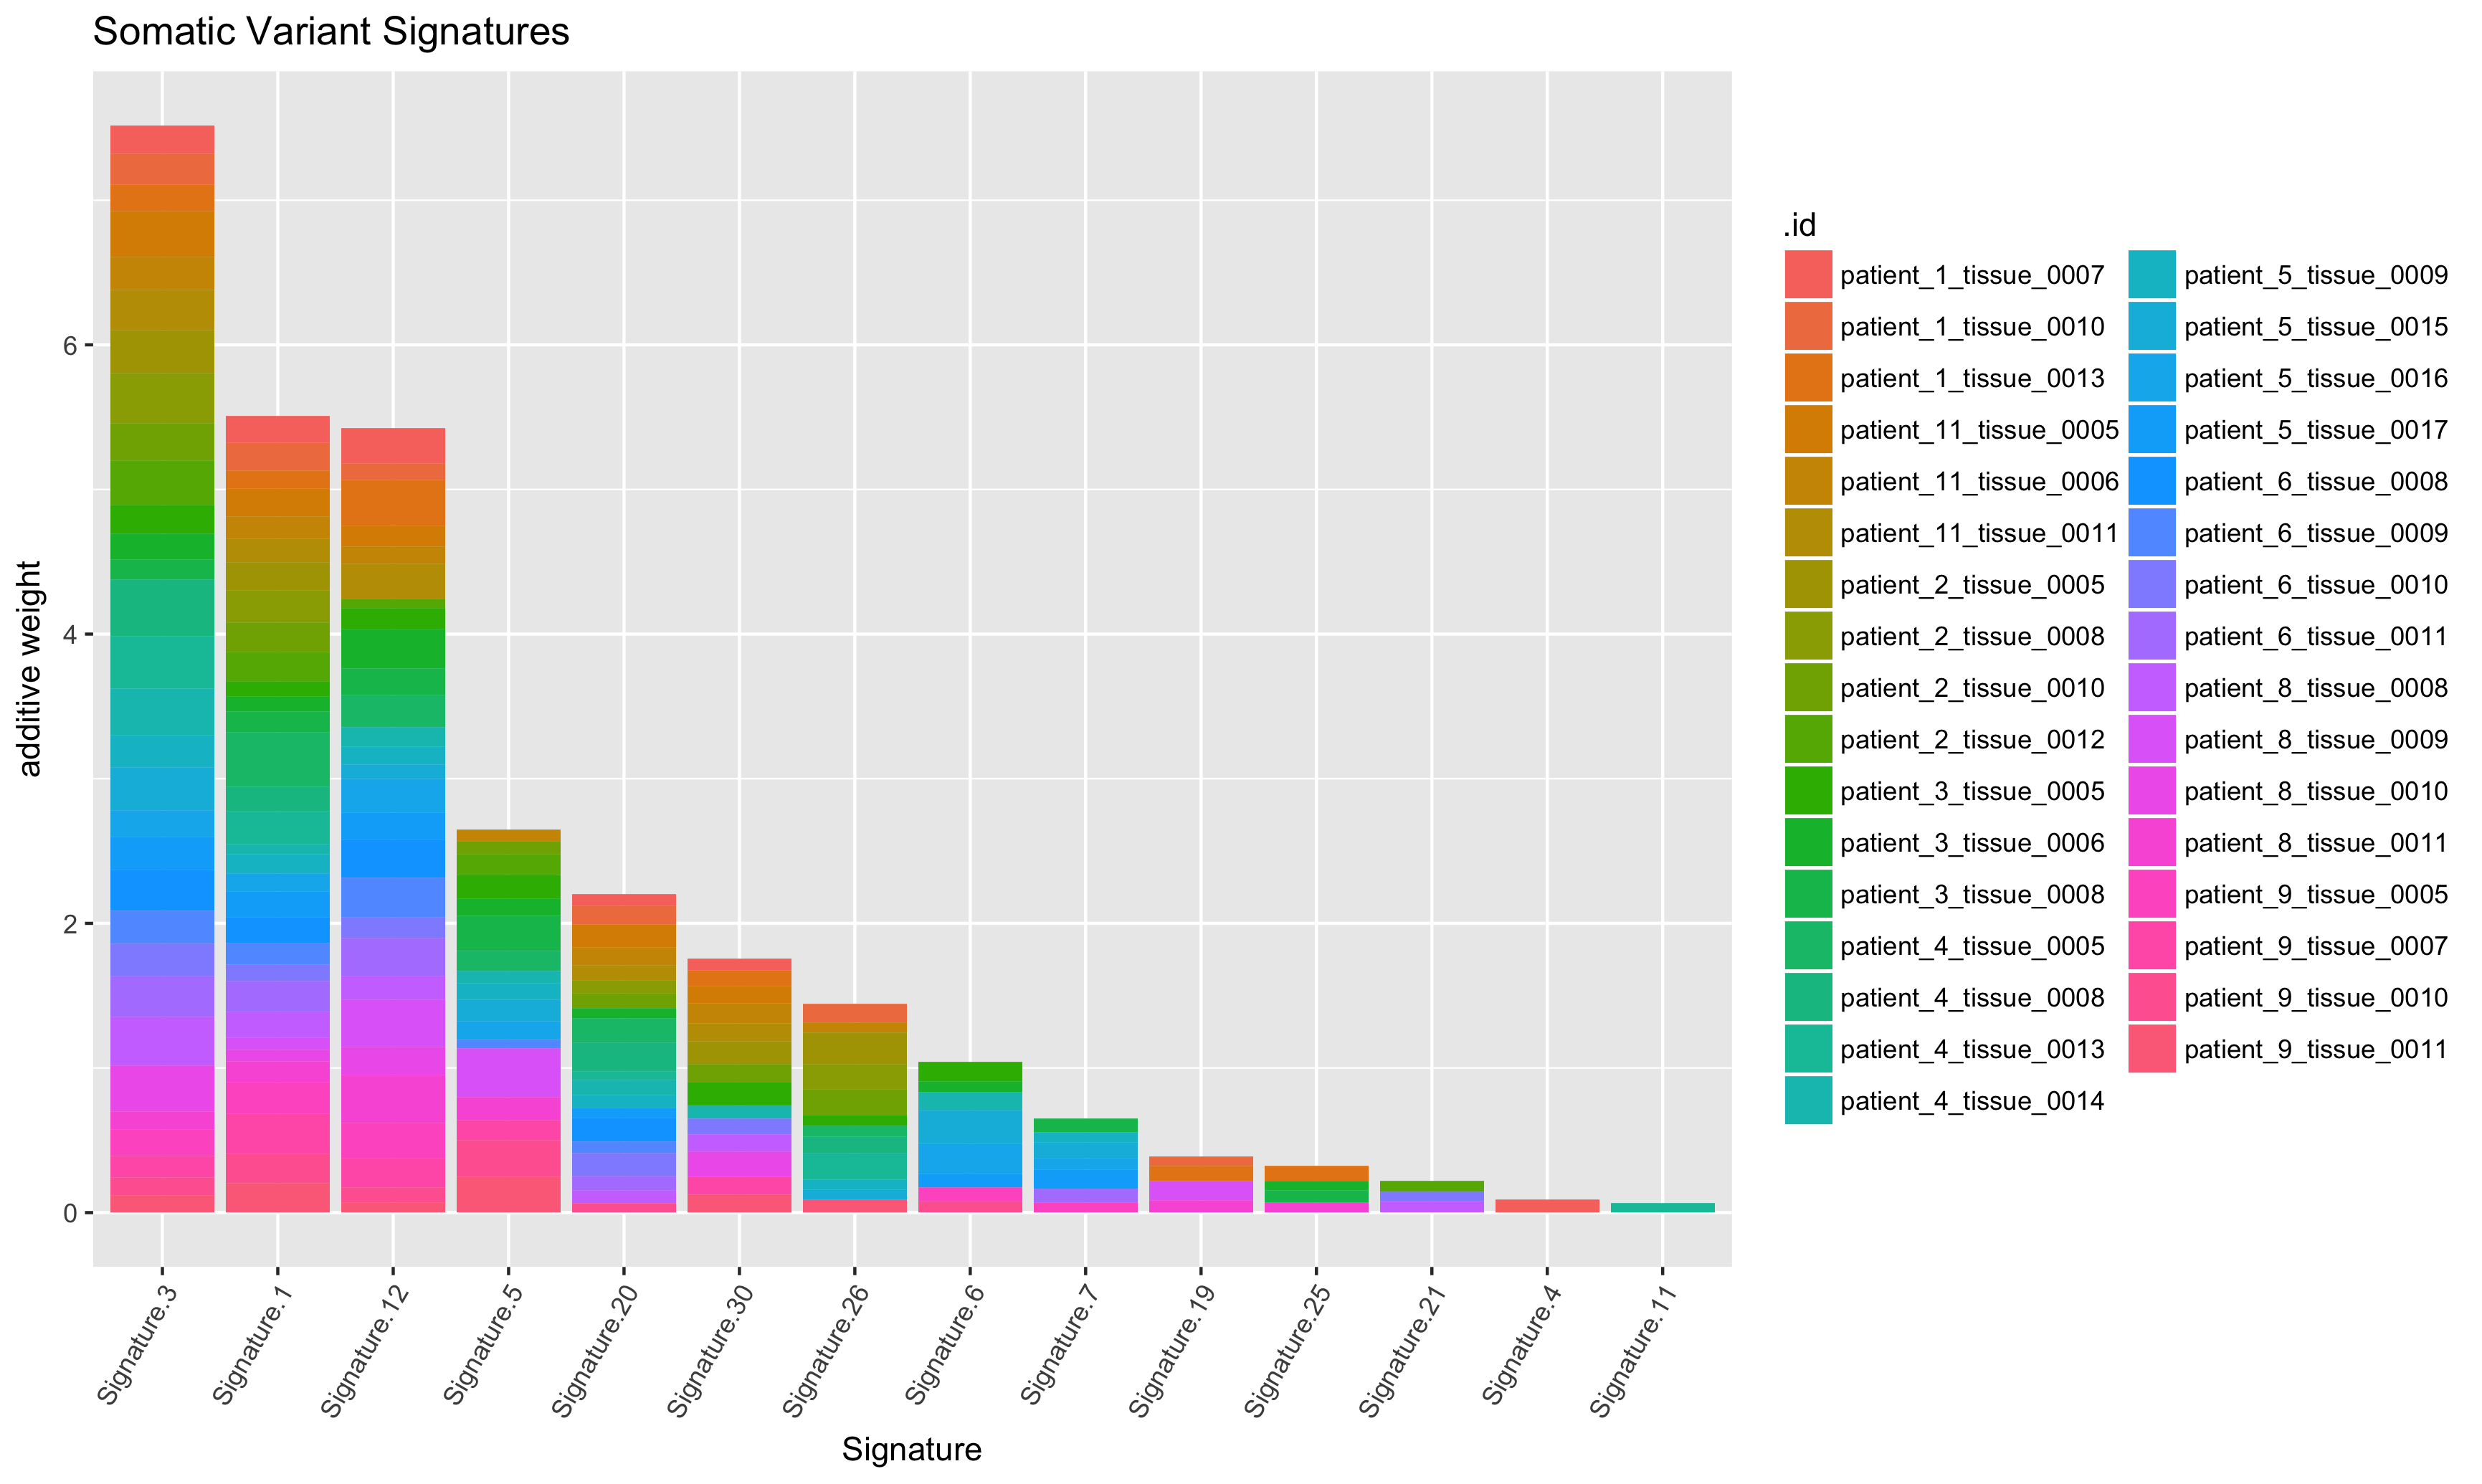 Somatic Variant Signatures
additive weight
6
4
2
0
Signature.3
Signature.1
Signature.12
Signature.5
Signature.20
Signature.30
Signature.26
Signature.6
Signature.7
Signature.19
Signature.25
Signature.21
Signature.4
Signature.11
Signature
.id
patient_1_tissue_0007
patient_1_tissue_0010
patient_1_tissue_0013
patient_11_tissue_0005
patient_11_tissue_0006
patient_11_tissue_0011
patient_2_tissue_0005
patient_2_tissue_0008
patient_2_tissue_0010
patient_2_tissue_0012
patient_3_tissue_0005
patient_3_tissue_0006
patient_3_tissue_0008
patient_4_tissue_0005
patient_4_tissue_0008
patient_4_tissue_0013
patient_4_tissue_0014
patient_5_tissue_0009
patient_5_tissue_0015
patient_5_tissue_0016
patient_5_tissue_0017
patient_6_tissue_0008
patient_6_tissue_0009
patient_6_tissue_0010
patient_6_tissue_0011
patient_8_tissue_0008
patient_8_tissue_0009
patient_8_tissue_0010
patient_8_tissue_0011
patient_9_tissue_0005
patient_9_tissue_0007
patient_9_tissue_0010
patient_9_tissue_0011